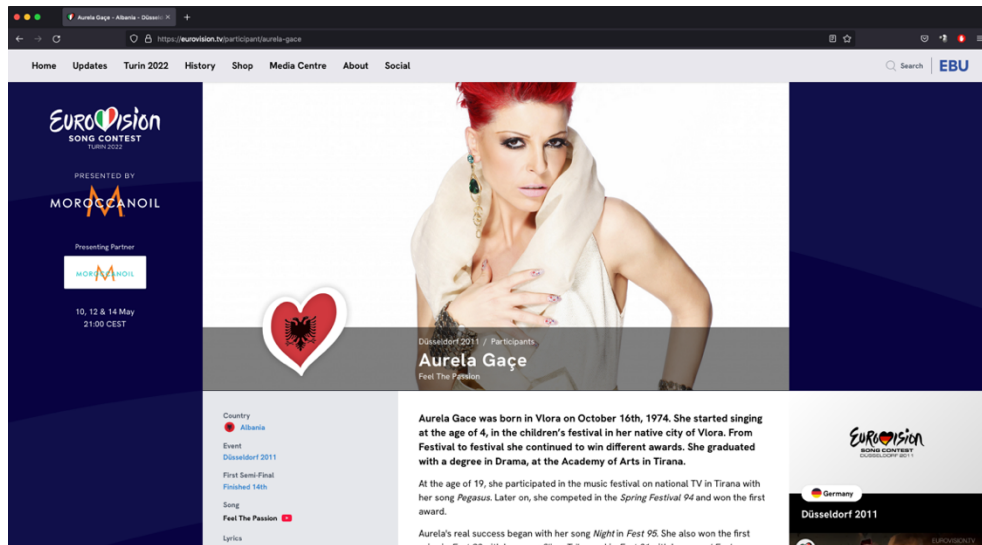 Aurela Gaçe - Albania - Düsseld
https://eurovision.tv/participant/aurela-gace
Home Updates Turin 2022 History Shop Media Centre About Social
Search EBU
EUROVISION
SONG CONTEST
TURIN 2022
PRESENTED BY
MOROCCANOIL
Presenting Partner
MOROCCANOIL
10, 12 & 14 May
21:00 CEST
Düsseldorf 2011 / Participants
Aurela Gaçe
Feel The Passion
Country
Albania
Event
Düsseldorf 2011
First Semi-Final
Finished 14th
Song
Feel The Passion
Lyrics
Aurela Gace was born in Vlora on October 16th, 1974. She started singing
at the age of 4, in the children's festival in her native city of Vlora. From
Festival to festival she continued to win different awards. She graduated
with a degree in Drama, at the Academy of Arts in Tirana.
At the age of 19, she participated in the music festival on national TV in Tirana with
her song Pegasus. Later on, she competed in the Spring Festival 94 and won the first
award.
Aurela's real success began with her song Night in Fest 95. She also won the first
EUROVISION
SONG CONTEST
DÜSSELDORF 2011
Germany
Düsseldorf 2011
EUROVISIONTV